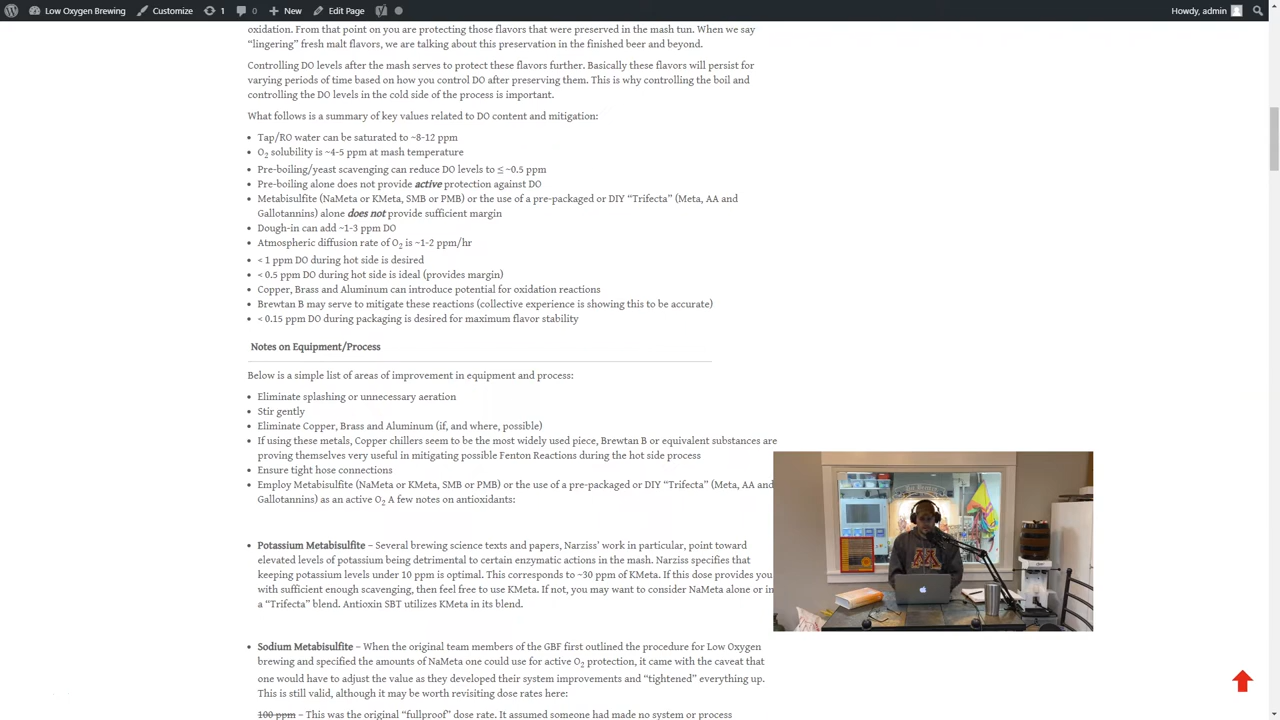 Low Oxygen Brewing Customize 1 0 New Edit Page Howdy, admin
oxidation. From that point on you are protecting those flavors that were preserved in the mash tun. When we say
“lingering” fresh malt flavors, we are talking about this preservation in the finished beer and beyond.
Controlling DO levels after the mash serves to protect these flavors further. Basically these flavors will persist for
varying periods of time based on how you control DO after preserving them. This is why controlling the boil and
controlling the DO levels in the cold side of the process is important.
What follows is a summary of key values related to DO content and mitigation:
• Tap/RO water can be saturated to ~8-12 ppm
• O2 solubility is ~4-5 ppm at mash temperature
• Pre-boiling/yeast scavenging can reduce DO levels to ≤ ~0.5 ppm
• Pre-boiling alone does not provide active protection against DO
• Metabisulfite (NaMeta or KMeta, SMB or PMB) or the use of a pre-packaged or DIY “Trifecta” (Meta, AA and
Gallotannins) alone does not provide sufficient margin
• Dough-in can add ~1-3 ppm DO
• Atmospheric diffusion rate of O2 is ~1-2 ppm/hr
• < 1 ppm DO during hot side is desired
• < 0.5 ppm DO during hot side is ideal (provides margin)
• Copper, Brass and Aluminum can introduce potential for oxidation reactions
• Brewtan B may serve to mitigate these reactions (collective experience is showing this to be accurate)
• < 0.15 ppm DO during packaging is desired for maximum flavor stability
Notes on Equipment/Process
Below is a simple list of areas of improvement in equipment and process:
• Eliminate splashing or unnecessary aeration
• Stir gently
• Eliminate Copper, Brass and Aluminum (if, and where, possible)
• If using these metals, Copper chillers seem to be the most widely used piece, Brewtan B or equivalent substances are
proving themselves very useful in mitigating possible Fenton Reactions during the hot side process
• Ensure tight hose connections
• Employ Metabisulfite (NaMeta or KMeta, SMB or PMB) or the use of a pre-packaged or DIY “Trifecta” (Meta, AA and
Gallotannins) as an active O2 A few notes on antioxidants:
• Potassium Metabisulfite – Several brewing science texts and papers, Narziss' work in particular, point toward
elevated levels of potassium being detrimental to certain enzymatic actions in the mash. Narziss specifies that
keeping potassium levels under 10 ppm is optimal. This corresponds to ~30 ppm of KMeta. If this dose provides you
with sufficient enough scavenging, then feel free to use KMeta. If not, you may want to consider NaMeta alone or in
a “Trifecta” blend. Antioxin SBT utilizes KMeta in its blend.
• Sodium Metabisulfite – When the original team members of the GBF first outlined the procedure for Low Oxygen
brewing and specified the amounts of NaMeta one could use for active O2 protection, it came with the caveat that
one would have to adjust the value as they developed their system improvements and “tightened” everything up.
This is still valid, although it may be worth revisiting dose rates here:
100 ppm – This was the original “fullproof” dose rate. It assumed someone had made no system or process